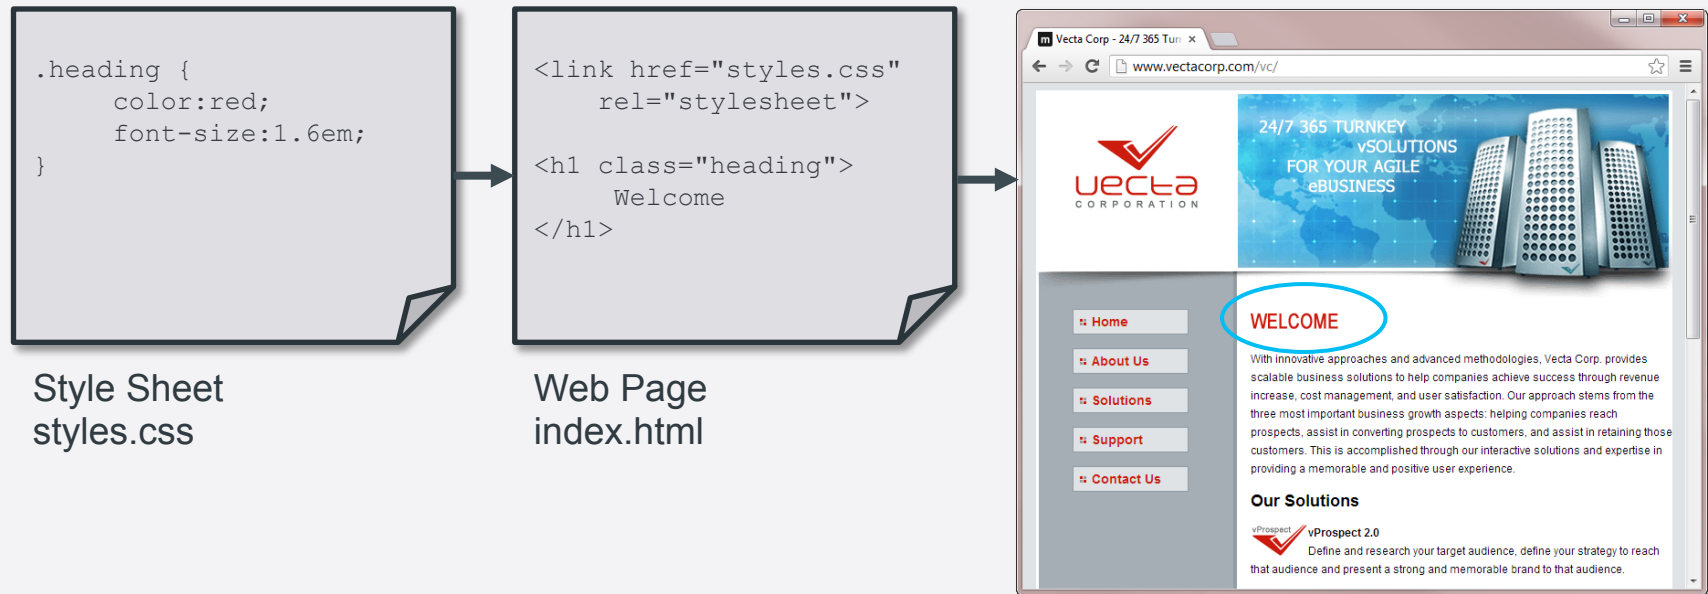 .heading {
color:red;
font-size:1.6em;
}
Style Sheet
styles.css
<link href="styles.css"
rel="stylesheet">
<h1 class="heading">
Welcome
</h1>
Web Page
index.html
m Vecta Corp - 24/7 365 Turn
www.vectacorp.com/vc/
vecta
CORPORATION
24/7 365 TURNKEY
vSOLUTIONS
FOR YOUR AGILE
eBUSINESS
Home
About Us
Solutions
Support
Contact Us
WELCOME
With innovative approaches and advanced methodologies, Vecta Corp. provides
scalable business solutions to help companies achieve success through revenue
increase, cost management, and user satisfaction. Our approach stems from the
three most important business growth aspects: helping companies reach
prospects, assist in converting prospects to customers, and assist in retaining those
customers. This is accomplished through our interactive solutions and expertise in
providing a memorable and positive user experience.
Our Solutions
vProspect
vProspect 2.0
Define and research your target audience, define your strategy to reach
that audience and present a strong and memorable brand to that audience.